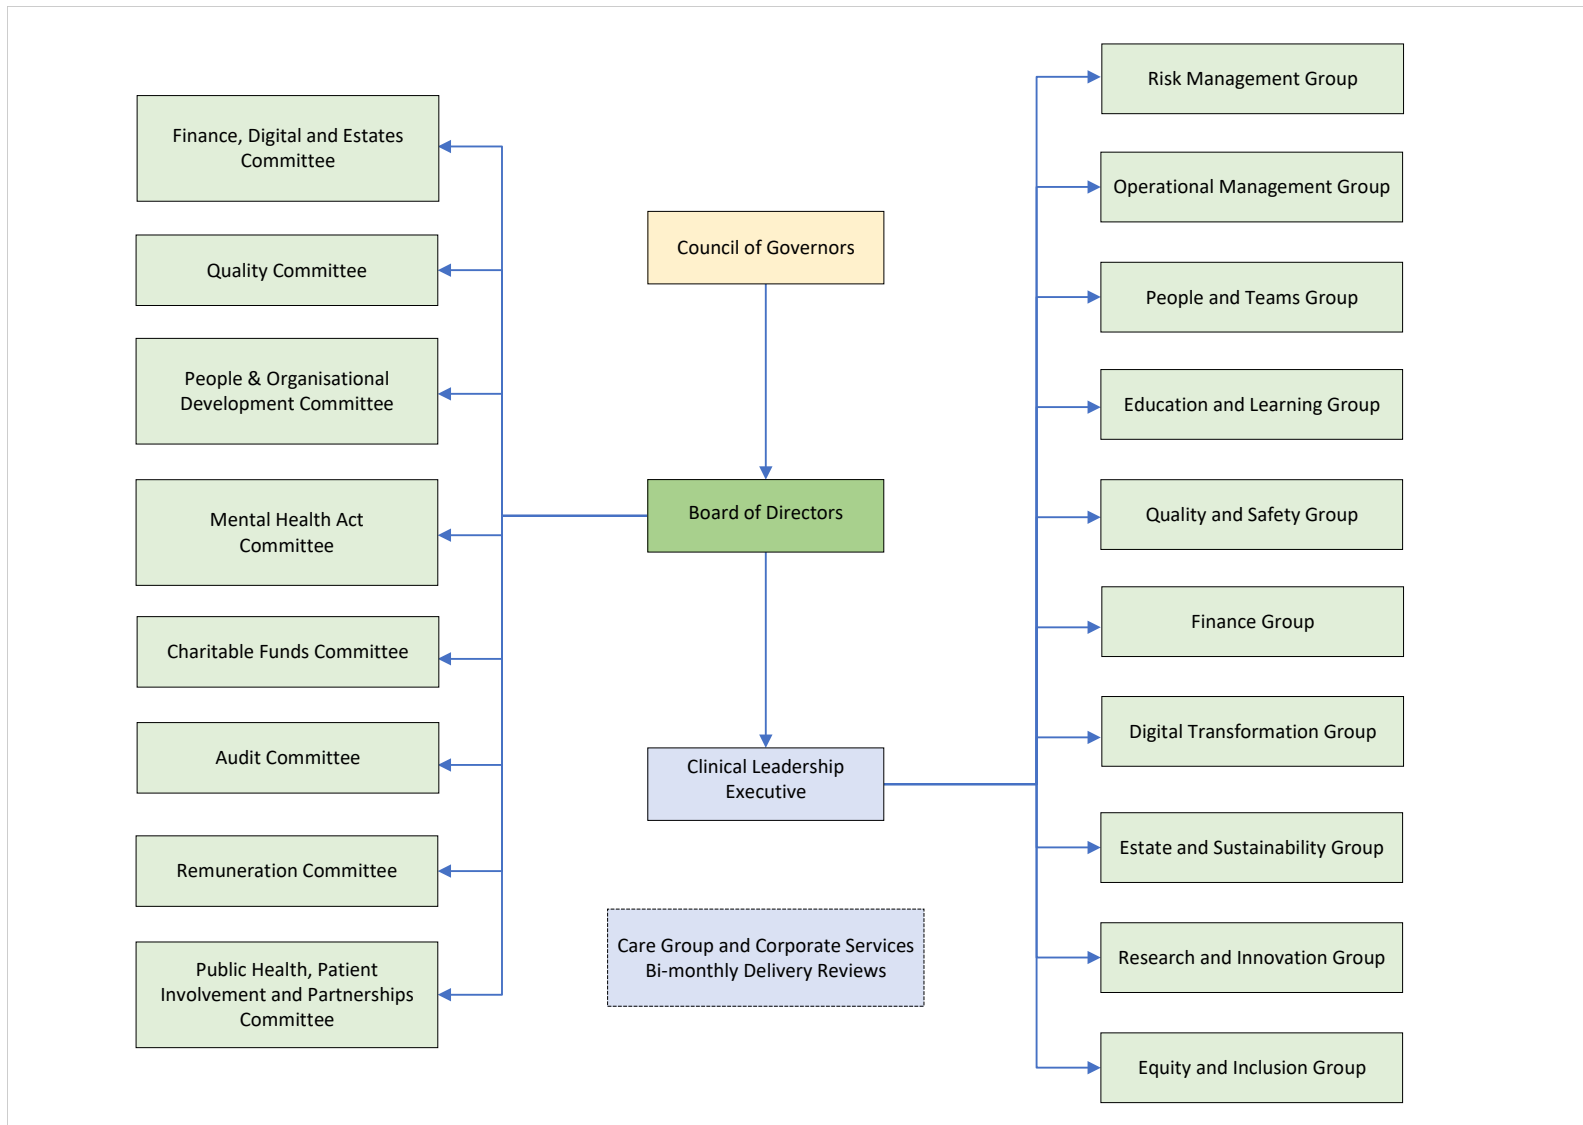 Finance, Digital and Estates
Committee
Quality Committee
People & Organisational
Development Committee
Mental Health Act
Committee
Charitable Funds Committee
Audit Committee
Remuneration Committee
Public Health, Patient
Involvement and Partnerships
Committee
Council of Governors
Board of Directors
Clinical Leadership
Executive
Care Group and Corporate Services
Bi-monthly Delivery Reviews
Risk Management Group
Operational Management Group
People and Teams Group
Education and Learning Group
Quality and Safety Group
Finance Group
Digital Transformation Group
Estate and Sustainability Group
Research and Innovation Group
Equity and Inclusion Group